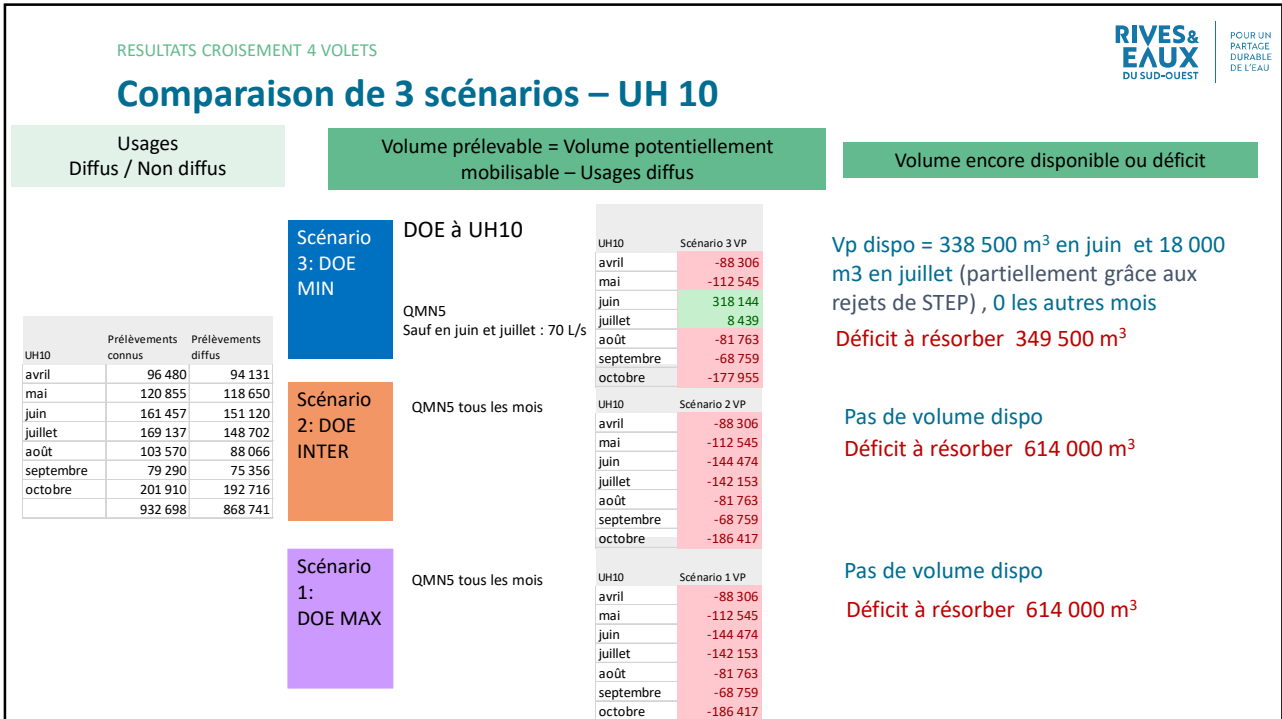 RESULTATS CROISEMENT 4 VOLETS
Comparaison de 3 scénarios – UH 10
RIVES&
EAUX
DU SUD-OUEST
POUR UN
PARTAGE
DURABLE
DE L'EAU
Usages
Diffus / Non diffus
Volume prélevable = Volume potentiellement
mobilisable – Usages diffus
Volume encore disponible ou déficit
UH10 Prélèvements connus Prélèvements diffus
avril 96 480 94 131
mai 120 855 118 650
juin 161 457 151 120
juillet 169 137 148 702
août 103 570 88 066
septembre 79 290 75 356
octobre 201 910 192 716
932 698 868 741
Scénario
3: DOE
MIN
DOE à UH10
QMN5
Sauf en juin et juillet : 70 L/s
UH10 Scénario 3 VP
avril -88 306
mai -112 545
juin 318 144
juillet 8 439
août -81 763
septembre -68 759
octobre -177 955
Vp dispo = 338 500 m³ en juin et 18 000
m3 en juillet (partiellement grâce aux
rejets de STEP) , 0 les autres mois
Déficit à résorber 349 500 m³
Scénario
2: DOE
INTER
QMN5 tous les mois
UH10 Scénario 2 VP
avril -88 306
mai -112 545
juin -144 474
juillet -142 153
août -81 763
septembre -68 759
octobre -186 417
Pas de volume dispo
Déficit à résorber 614 000 m³
Scénario
1:
DOE MAX
QMN5 tous les mois
UH10 Scénario 1 VP
avril -88 306
mai -112 545
juin -144 474
juillet -142 153
août -81 763
septembre -68 759
octobre -186 417
Pas de volume dispo
Déficit à résorber 614 000 m³